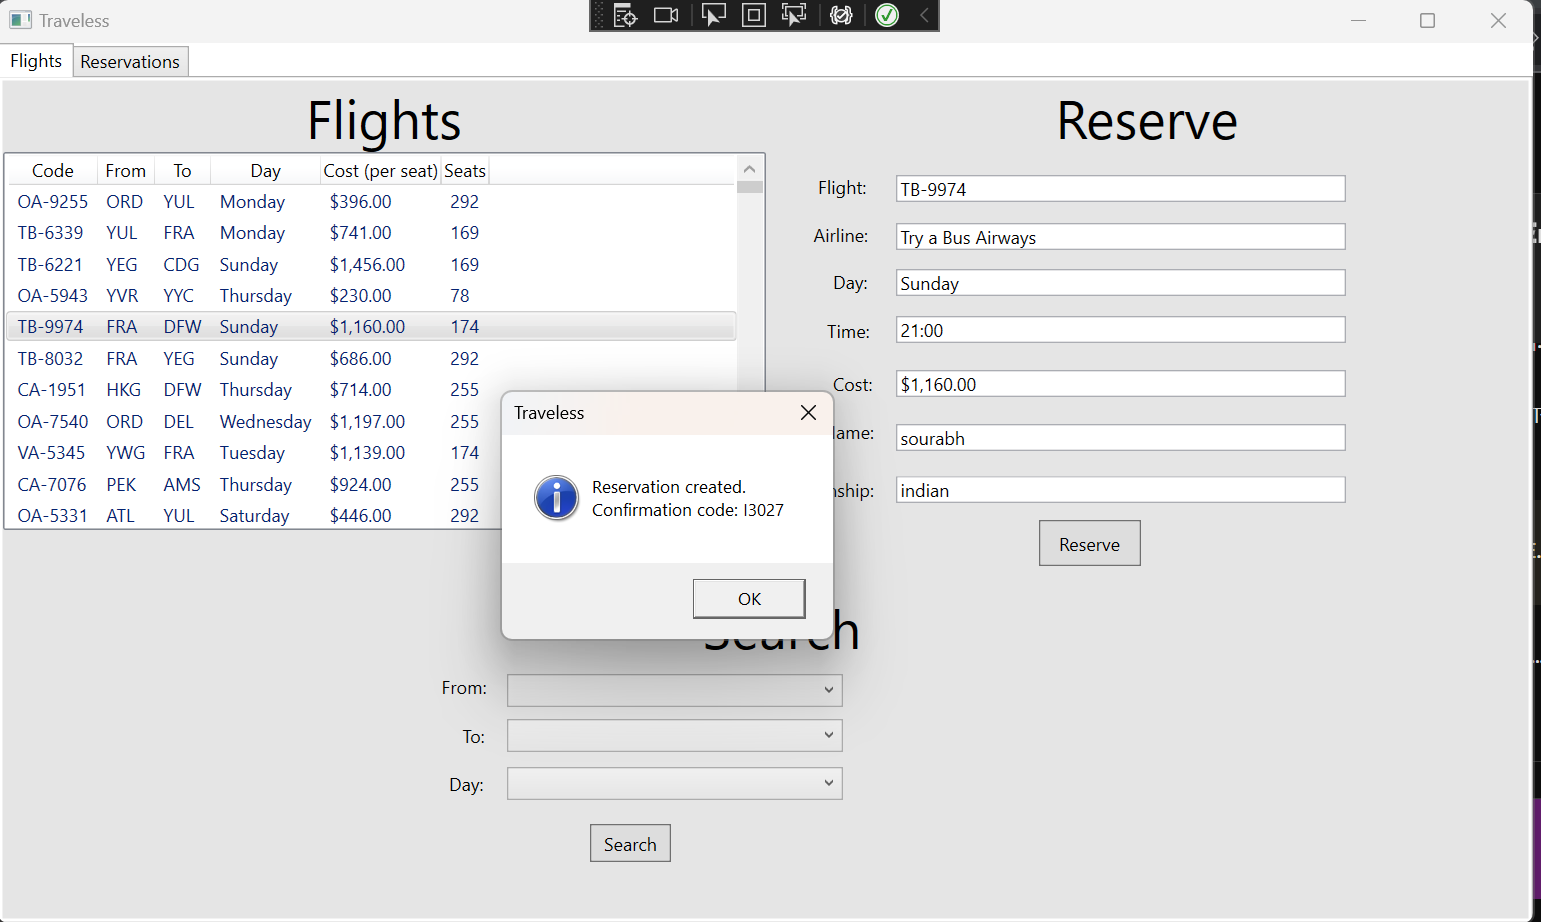 Traveless
Flights Reservations
Flights
Code From To Day Cost (per seat) Seats
OA-9255 ORD YUL Monday $396.00 292
TB-6339 YUL FRA Monday $741.00 169
TB-6221 YEG CDG Sunday $1,456.00 169
OA-5943 YVR YYC Thursday $230.00 78
TB-9974 FRA DFW Sunday $1,160.00 174
TB-8032 FRA YEG Sunday $686.00 292
CA-1951 HKG DFW Thursday $714.00 255
OA-7540 ORD DEL Wednesday $1,197.00 255
VA-5345 YWG FRA Tuesday $1,139.00 174
CA-7076 PEK AMS Thursday $924.00 255
OA-5331 ATL YUL Saturday $446.00 292
Reserve
Flight: TB-9974
Airline: Try a Bus Airways
Day: Sunday
Time: 21:00
Cost: $1,160.00
ame: sourabh
nship: indian
Reserve
Traveless
Reservation created.
Confirmation code: I3027
OK
Search
From:
To:
Day:
Search